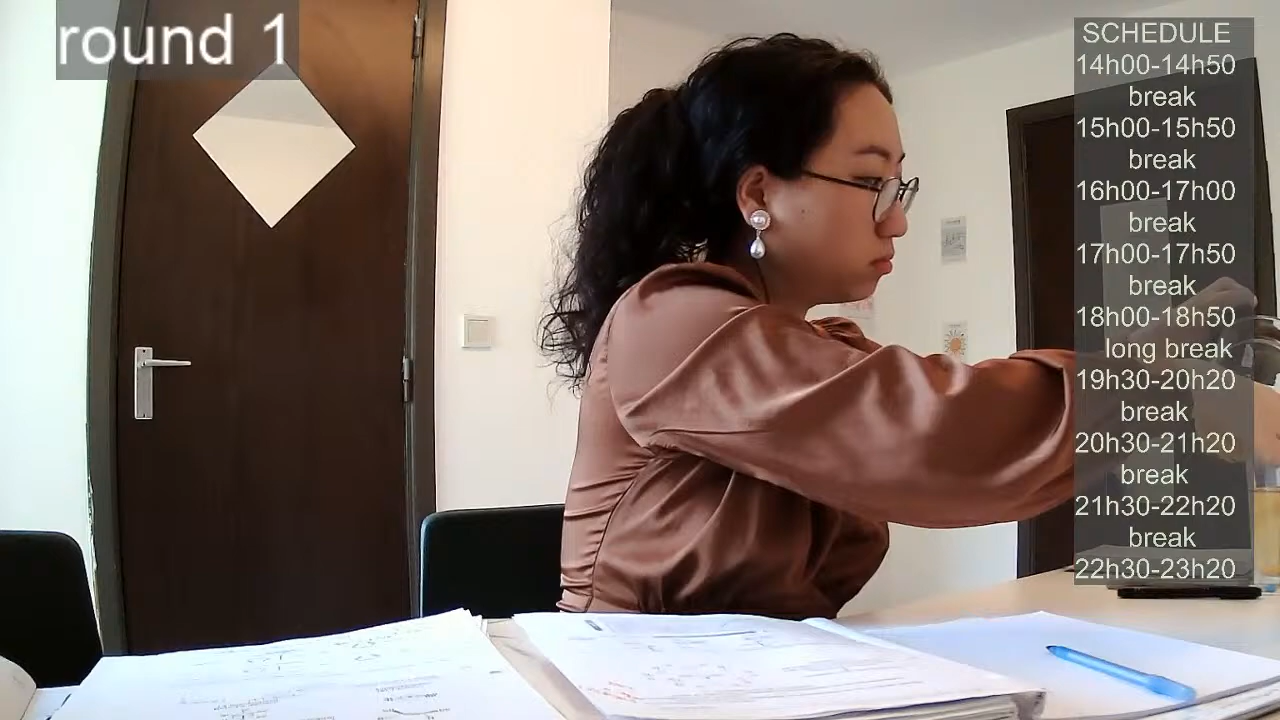 round 1
SCHEDULE
14h00-14h50
break
15h00-15h50
break
16h00-17h00
break
17h00-17h50
break
18h00-18h50
long break
19h30-20h20
break
20h30-21h20
break
21h30-22h20
break
22h30-23h20